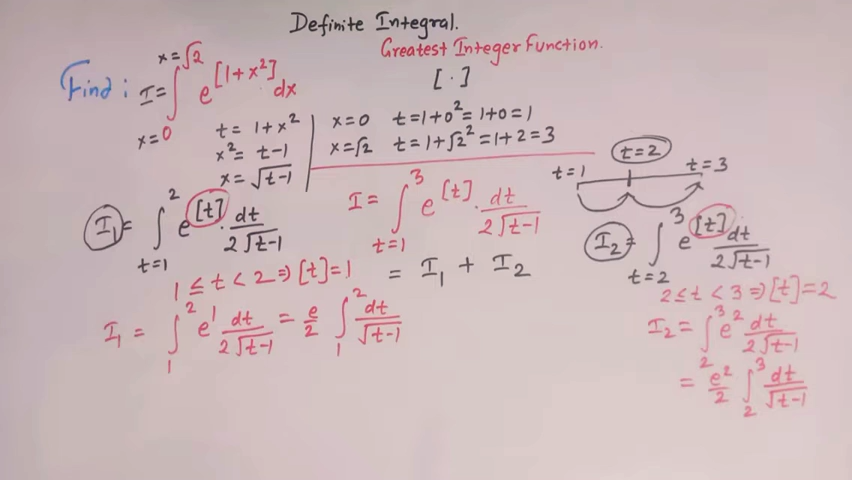 Definite Integral.
Greatest Integer Function.
[ · ]
Find : I = ∫_{x=0}^{x=√2} e^{[1+x²]} dx
t = 1+x²
x² = t-1
x = √(t-1)
x=0 t=1+0²=1+0=1
x=√2 t=1+√2²=1+2=3
t=1 t=2 t=3
I = ∫_{t=1}^{3} e^{[t]} · dt/(2√(t-1))
= I₁ + I₂
I₁ = ∫_{t=1}^{2} e^{[t]} · dt/(2√(t-1))
1 ≤ t < 2 ⇒ [t]=1
I₁ = ∫_{1}^{2} e¹ dt/(2√(t-1)) = e/2 ∫_{1}^{2} dt/√(t-1)
I₂ = ∫_{t=2}^{3} e^{[t]} dt/(2√(t-1))
2 ≤ t < 3 ⇒ [t]=2
I₂ = ∫_{2}^{3} e² dt/(2√(t-1))
= e²/2 ∫_{2}^{3} dt/√(t-1)